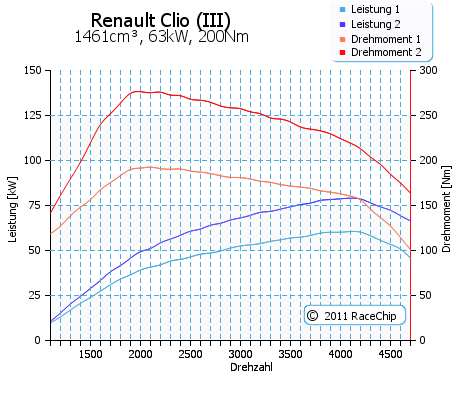 Renault Clio (III)
1461cm³, 63kW, 200Nm
Leistung 1
Leistung 2
Drehmoment 1
Drehmoment 2
150
125
100
75
50
25
0
Leistung [kW]
300
250
200
150
100
50
0
Drehmoment [Nm]
1500 2000 2500 3000 3500 4000 4500
Drehzahl
© 2011 RaceChip